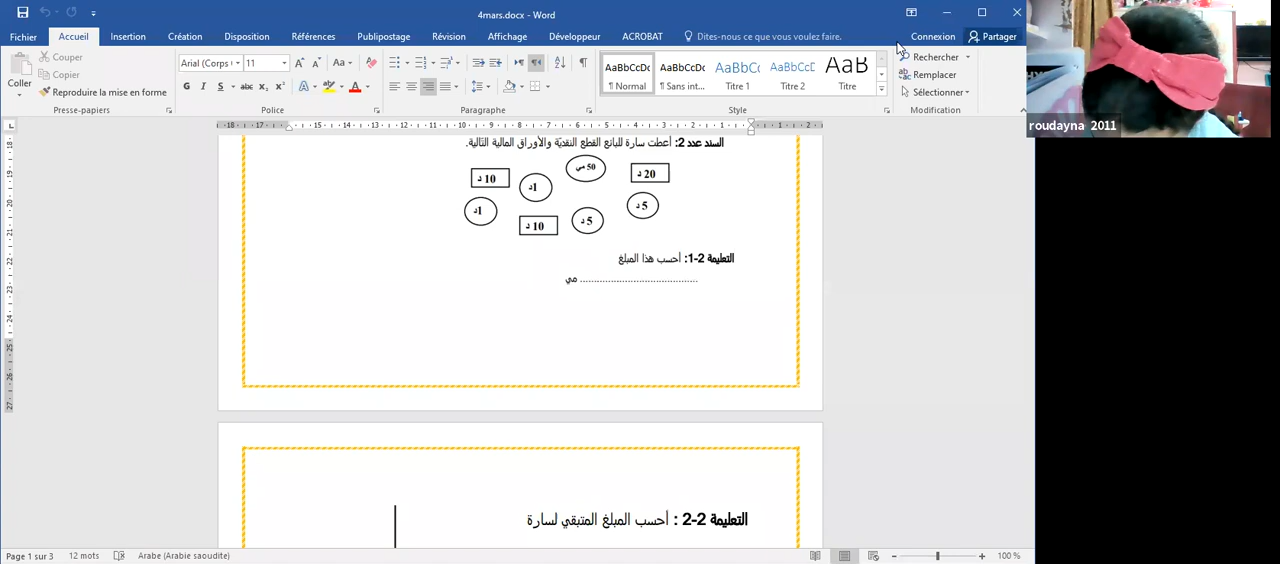 4mars.docx - Word
Fichier Accueil Insertion Création Disposition Références Publipostage Révision Affichage Développeur ACROBAT Dites-nous ce que vous voulez faire. Connexion Partager
Coller
Couper
Copier
Reproduire la mise en forme
Presse-papiers
Arial (Corps 11
Police
Paragraphe
AaBbCcDc AaBbCcDc AaBbCc AaBbCcD AaB
¶ Normal ¶ Sans int... Titre 1 Titre 2 Titre
Style
Rechercher
Remplacer
Sélectionner
Modification
roudayna 2011
السند عدد 2: أعطت سارة للبائع القطع النقديّة والأوراق المالية التالية.
20 د
50 مي
1د
10 د
5 د
5 د
10 د
1د
التعليمة 2-1: أحسب هذا المبلغ
........................................ مي
التعليمة 2-2 : أحسب المبلغ المتبقي لسارة
Page 1 sur 3 12 mots Arabe (Arabie saoudite) 100 %